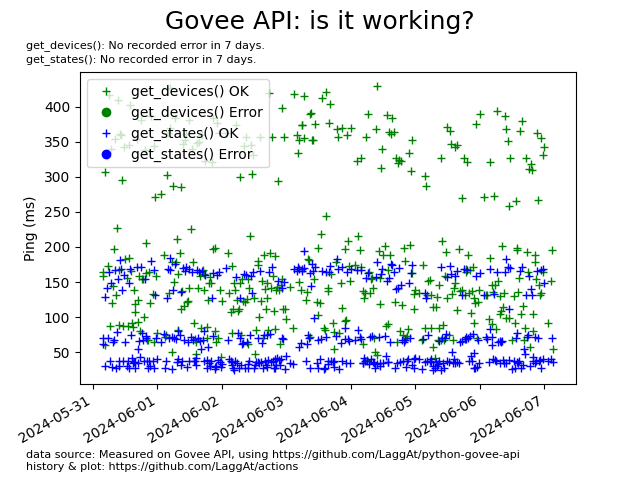 Govee API: is it working?
get_devices(): No recorded error in 7 days.
get_states(): No recorded error in 7 days.
get_devices() OK
get_devices() Error
get_states() OK
get_states() Error
Ping (ms)
400
350
300
250
200
150
100
50
2024-05-31
2024-06-01
2024-06-02
2024-06-03
2024-06-04
2024-06-05
2024-06-06
2024-06-07
data source: Measured on Govee API, using https://github.com/LaggAt/python-govee-api
history & plot: https://github.com/LaggAt/actions